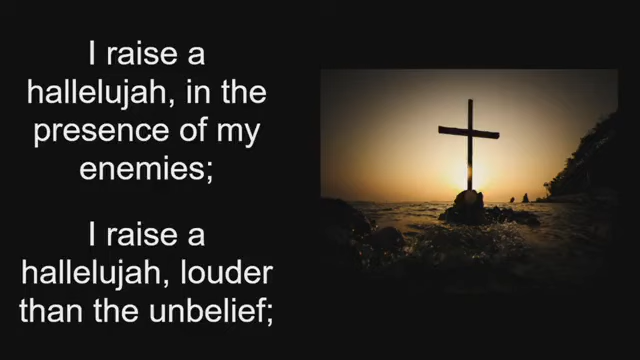 I raise a
hallelujah, in the
presence of my
enemies;
I raise a
hallelujah, louder
than the unbelief;